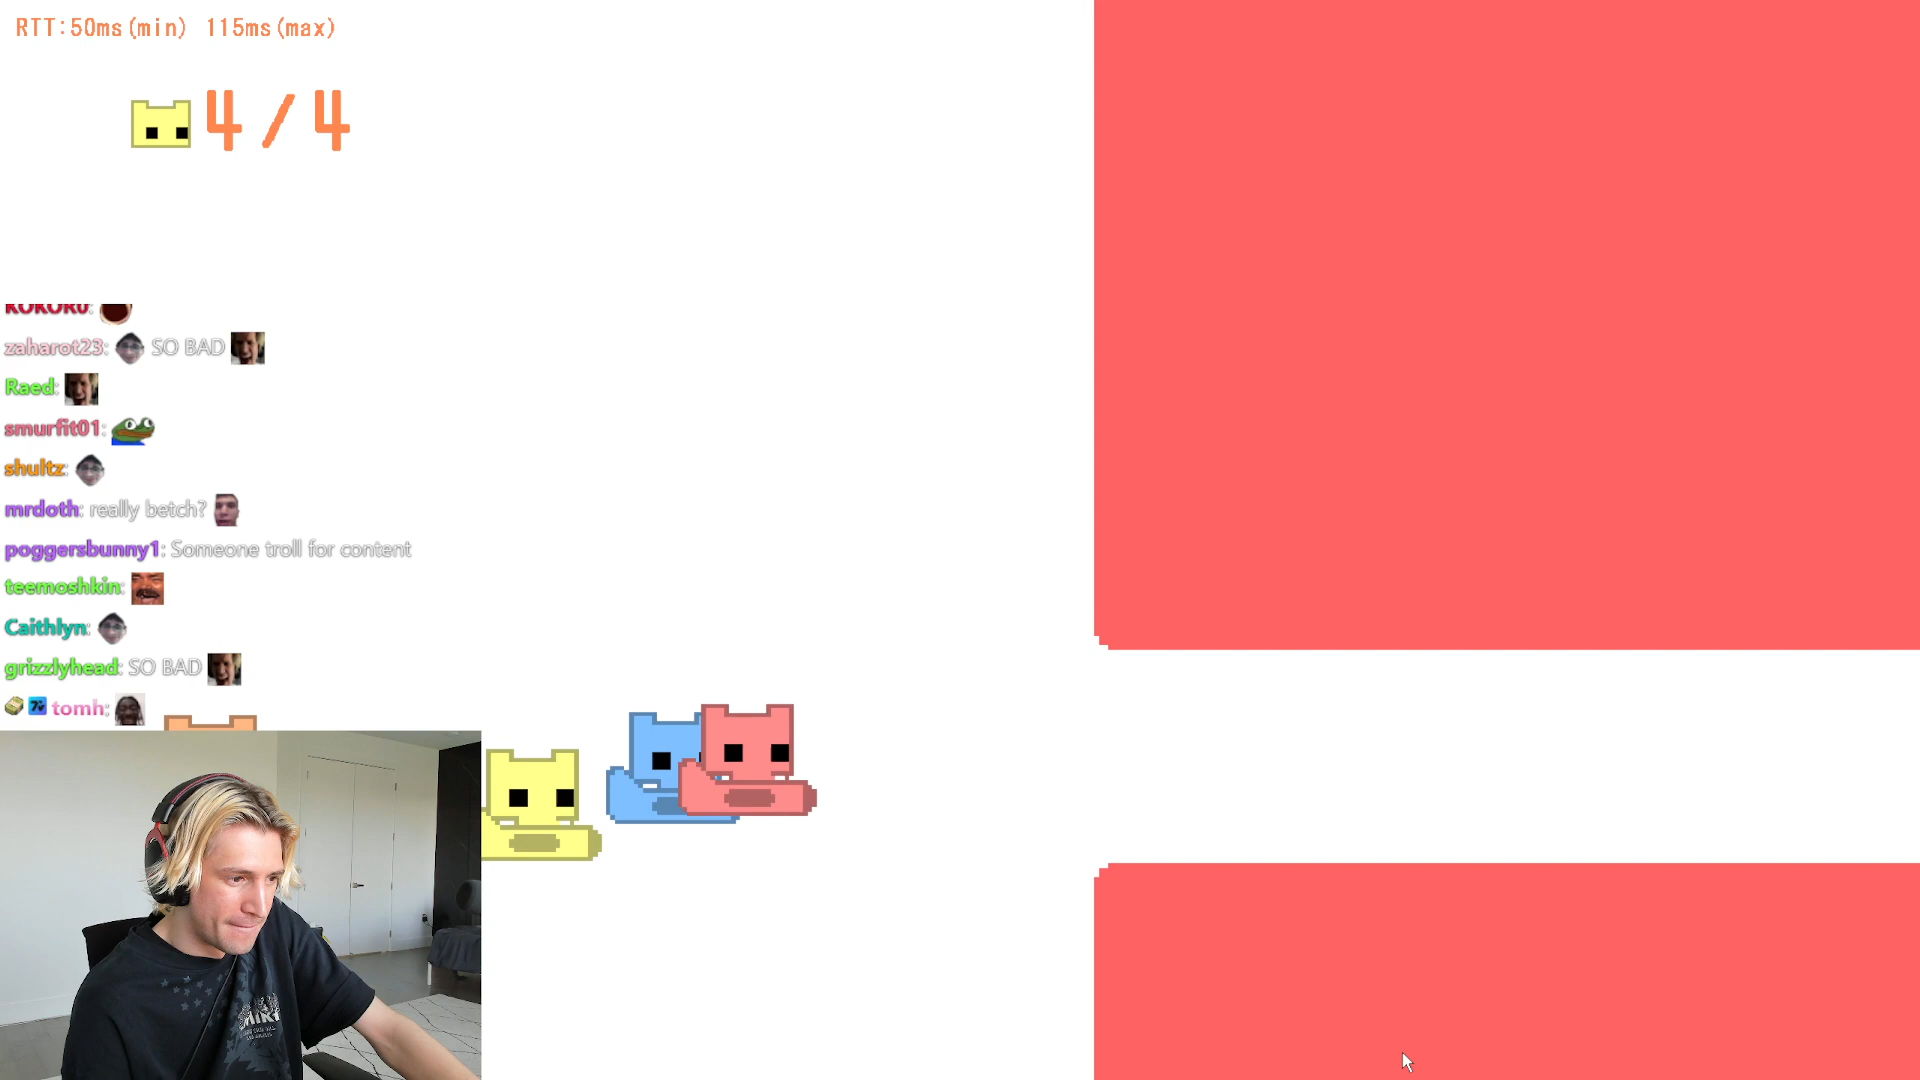 RTT:50ms(min) 115ms(max)
4/4
KOKORU:
zaharot23: SO BAD
Raed:
smurfit01:
shultz:
mrdoth: really betch?
poggersbunny1: Someone troll for content
teemoshkin:
Caithlyn:
grizzlyhead: SO BAD
tomh: